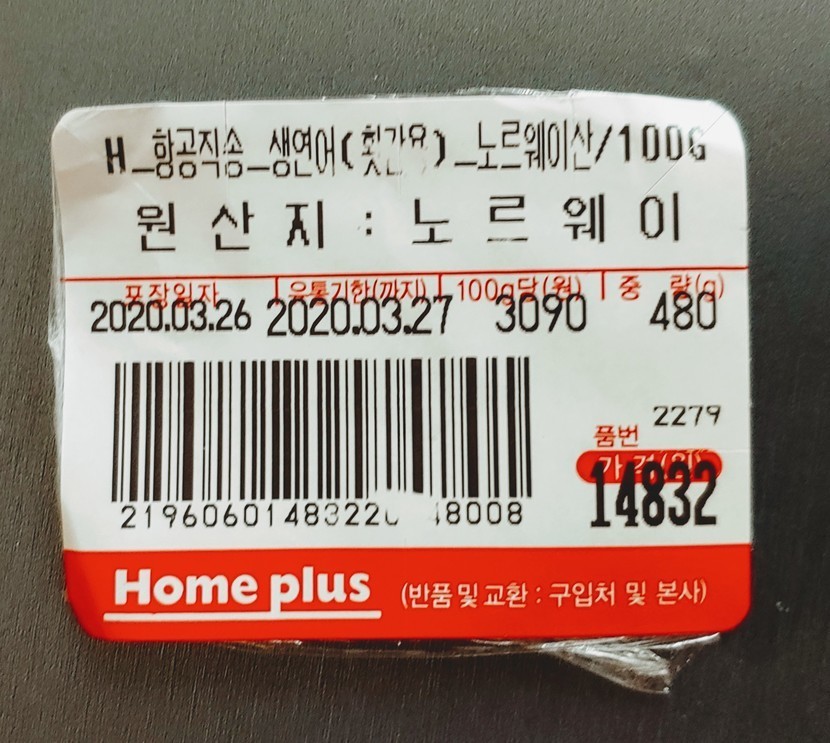 H_항공직송_생연어(횟감용)_노르웨이산/100G
원산지:노르웨이
포장일자 유통기한(까지) 100g당(원) 중 량(g)
2020.03.26 2020.03.27 3090 480
2279
품번
가 격(원)
14832
Home plus (반품 및 교환 : 구입처 및 본사)